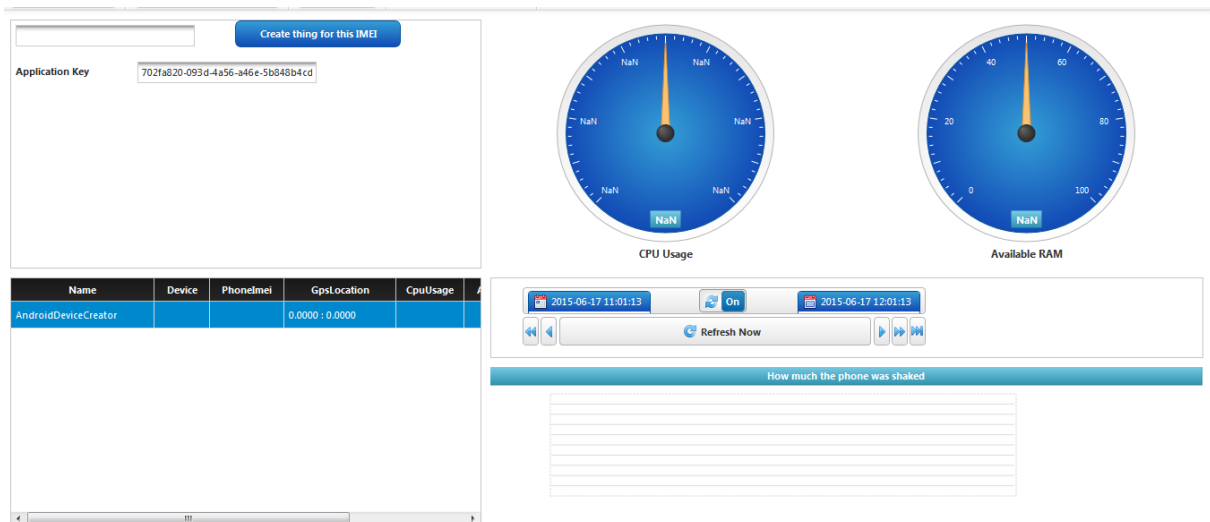 Create thing for this IMEI
Application Key
702fa820-093d-4a56-a46e-5b848b4cd
NaN NaN
NaN NaN
NaN NaN
NaN
CPU Usage
40 60
20 80
0 100
NaN
Available RAM
Name Device PhoneImei GpsLocation CpuUsage A
AndroidDeviceCreator 0.0000 : 0.0000
2015-06-17 11:01:13 On 2015-06-17 12:01:13
Refresh Now
How much the phone was shaked